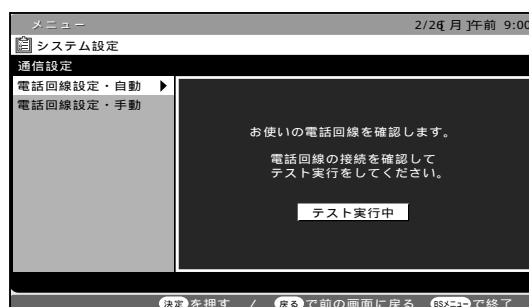 メニュー 2/26[月]午前 9:00
システム設定
通信設定
電話回線設定・自動
電話回線設定・手動
お使いの電話回線を確認します。
電話回線の接続を確認して
テスト実行をしてください。
テスト実行中
決定を押す / 戻るで前の画面に戻る BSメニューで終了